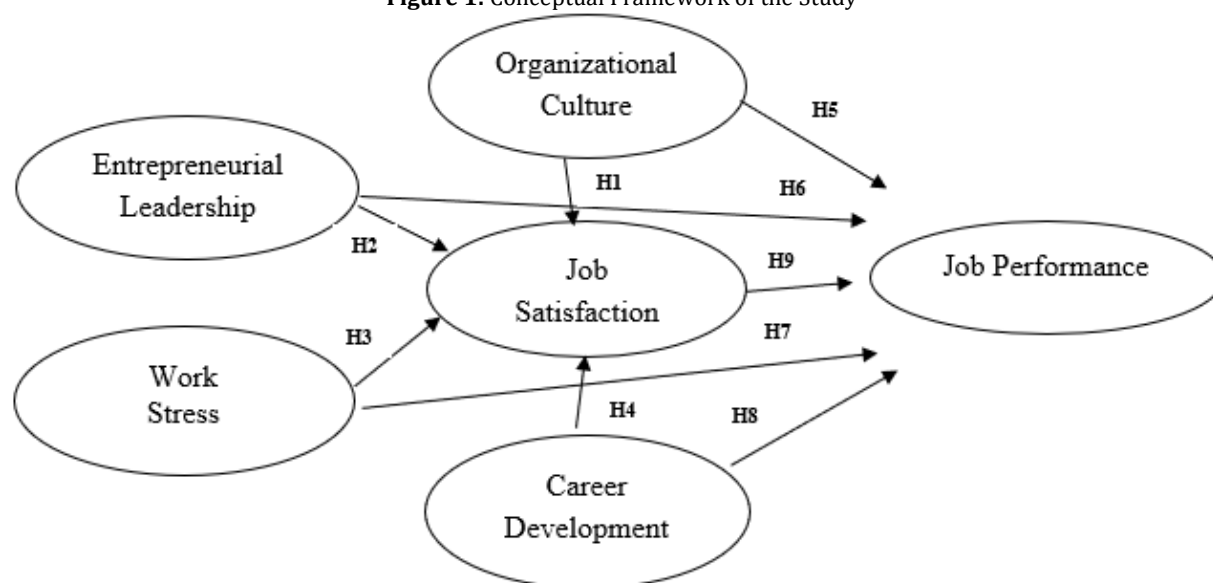 Figure 1. Conceptual Framework of the Study
Organizational
Culture
H5
Entrepreneurial
Leadership
H1
H6
H2
Job
Satisfaction
H9
Job Performance
H3
H7
Work
Stress
H4
H8
Career
Development